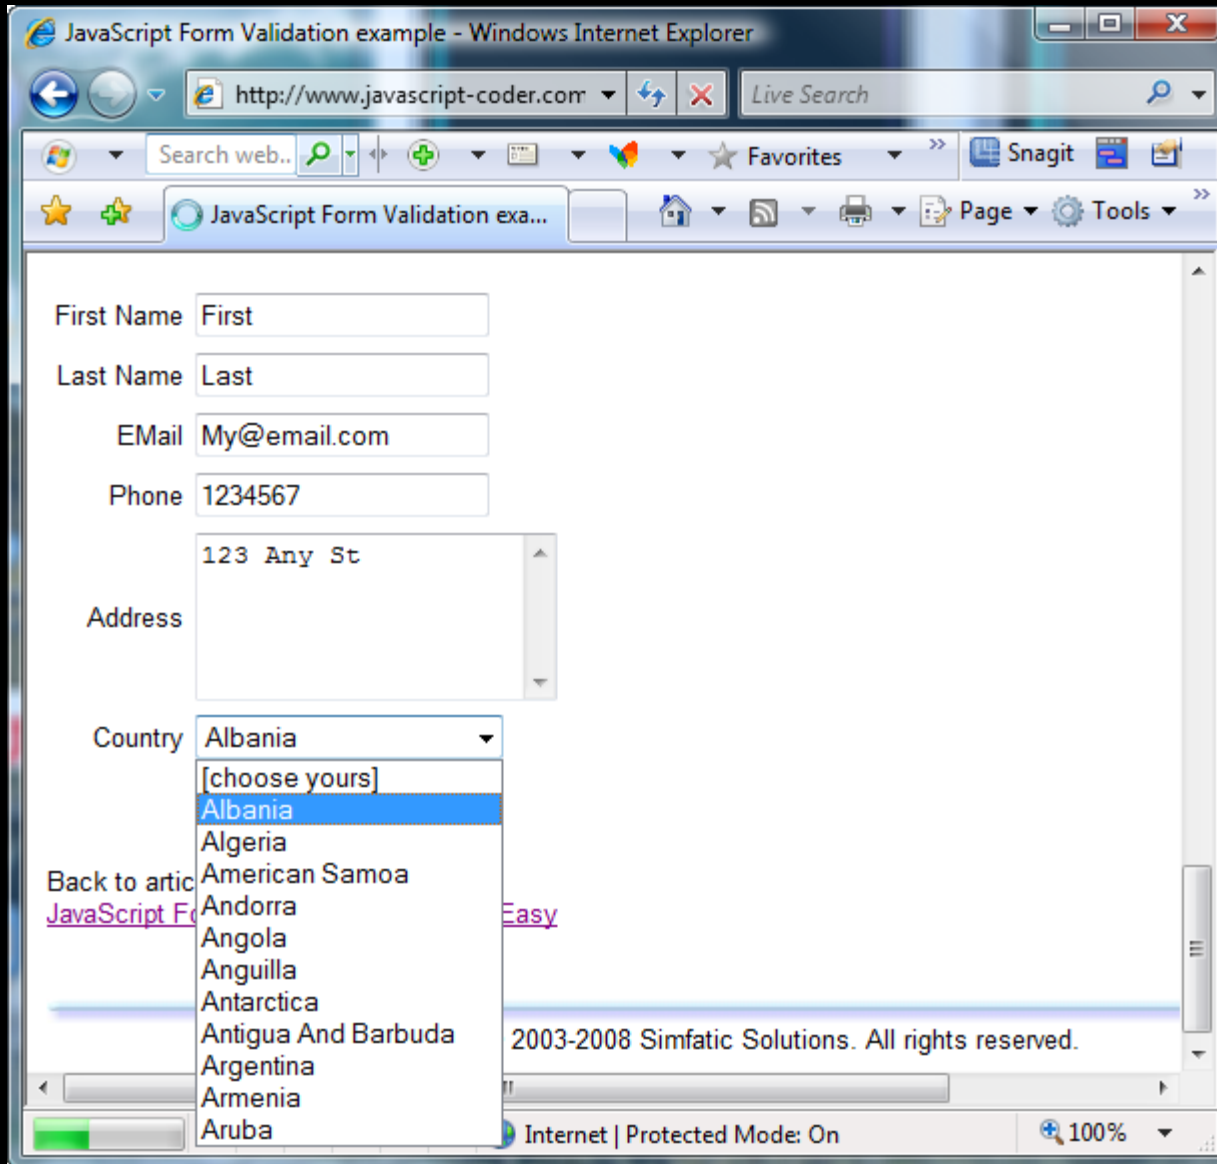 JavaScript Form Validation example - Windows Internet Explorer
http://www.javascript-coder.com
Live Search
Search web..
Favorites
Snagit
JavaScript Form Validation exa...
Page
Tools
First Name First
Last Name Last
EMail My@email.com
Phone 1234567
123 Any St
Address
Country Albania
[choose yours]
Albania
Algeria
American Samoa
Andorra
Angola
Anguilla
Antarctica
Antigua And Barbuda
Argentina
Armenia
Aruba
Back to
JavaScript
Easy
2003-2008 Simfatic Solutions. All rights reserved.
Internet | Protected Mode: On
100%